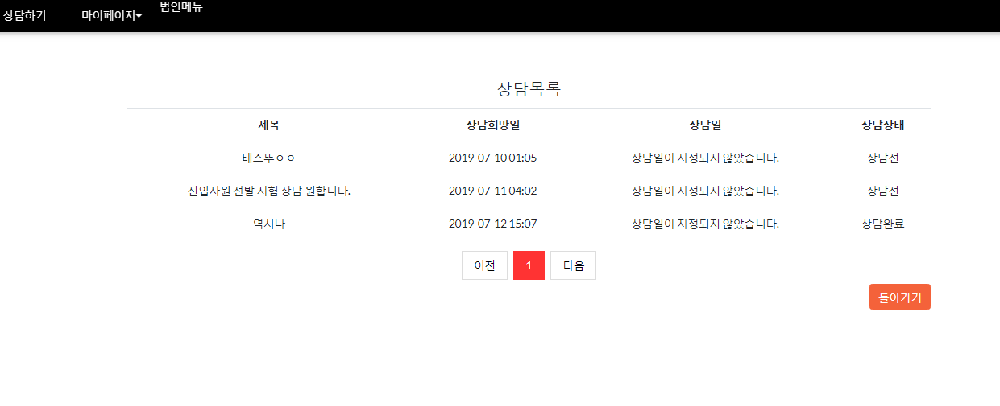 상담하기 마이페이지 법인메뉴
상담목록
제목 상담희망일 상담일 상담상태
테스뚜ㅇㅇ 2019-07-10 01:05 상담일이 지정되지 않았습니다. 상담전
신입사원 선발 시험 상담 원합니다. 2019-07-11 04:02 상담일이 지정되지 않았습니다. 상담전
역시나 2019-07-12 15:07 상담일이 지정되지 않았습니다. 상담완료
이전 1 다음
돌아가기